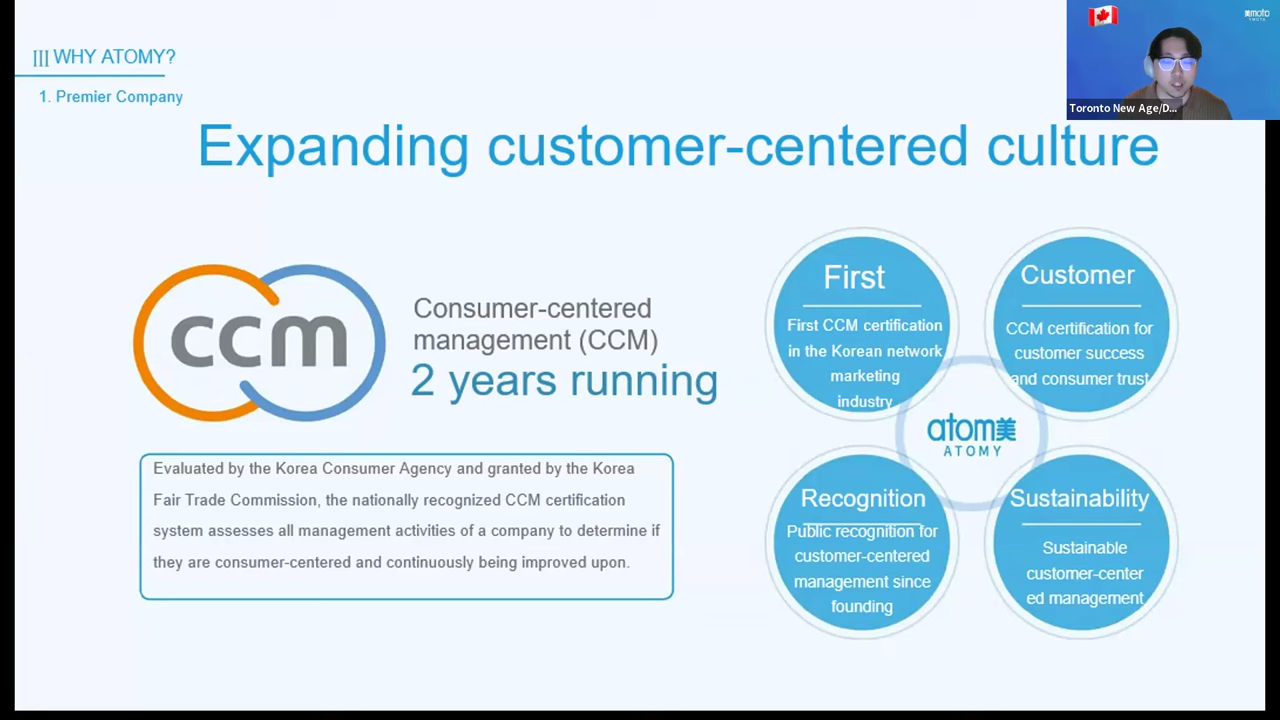 III WHY ATOMY?
1. Premier Company
Toronto New Age/D...
Expanding customer-centered culture
ccm
Consumer-centered
management (CCM)
2 years running
Evaluated by the Korea Consumer Agency and granted by the Korea
Fair Trade Commission, the nationally recognized CCM certification
system assesses all management activities of a company to determine if
they are consumer-centered and continuously being improved upon.
First
First CCM certification
in the Korean network
marketing
industry
Customer
CCM certification for
customer success
and consumer trust
atom美
ATOMY
Recognition
Public recognition for
customer-centered
management since
founding
Sustainability
Sustainable
customer-center
ed management